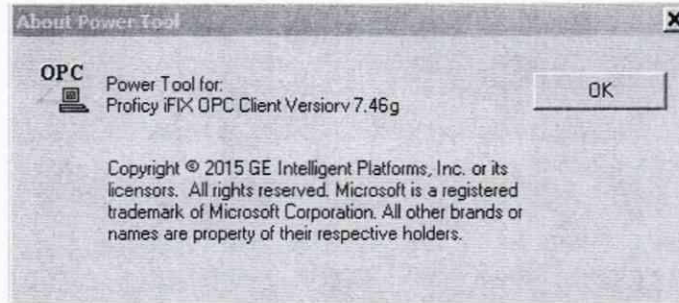 About Power Tool
OPC
Power Tool for:
Proficy iFIX OPC Client Versiorv 7.46g
OK
Copyright © 2015 GE Intelligent Platforms, Inc. or its
licensors. All rights reserved. Microsoft is a registered
trademark of Microsoft Corporation. All other brands or
names are property of their respective holders.